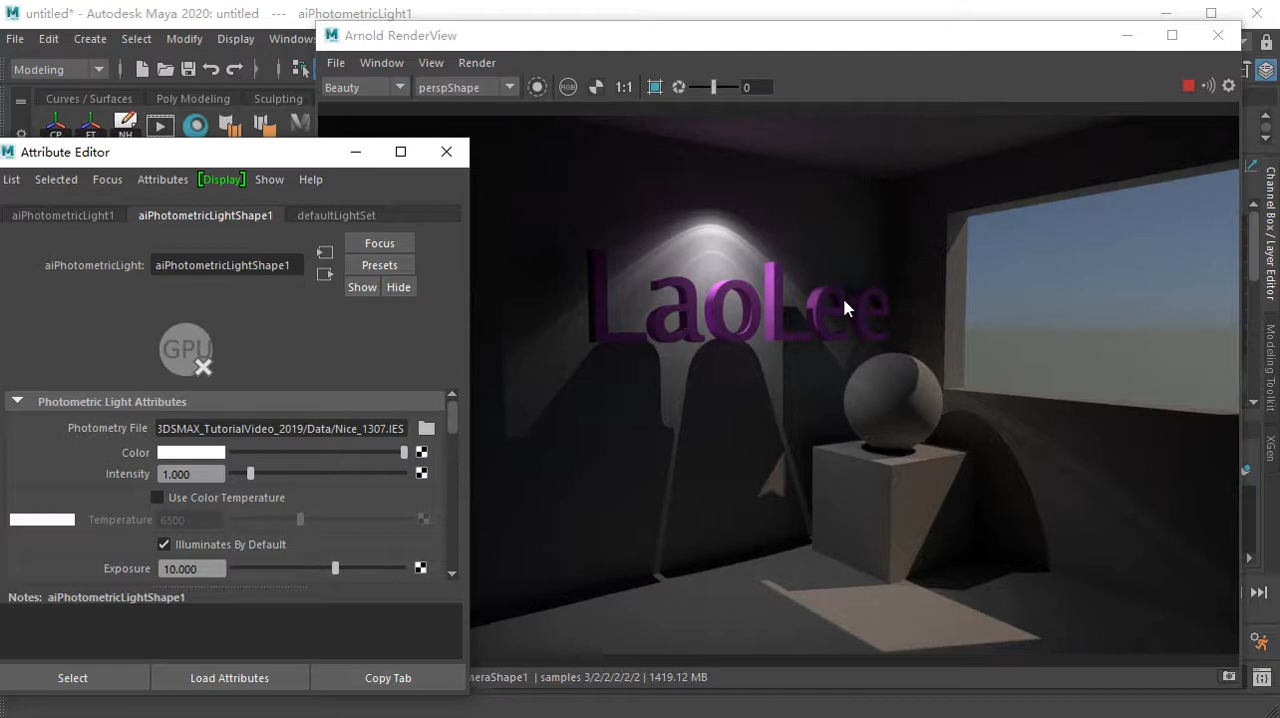 untitled* - Autodesk Maya 2020: untitled --- aiPhotometricLight1
File Edit Create Select Modify Display Windows
Arnold RenderView
File Window View Render
Modeling
Beauty perspShape RGB 1:1 0
Curves / Surfaces Poly Modeling Sculpting
CP FT NH
Attribute Editor
List Selected Focus Attributes [Display] Show Help
aiPhotometricLight1 aiPhotometricLightShape1 defaultLightSet
Focus
aiPhotometricLight: aiPhotometricLightShape1
Presets
Show Hide
GPU
Photometric Light Attributes
Photometry File 3DSMAX_TutorialVideo_2019/Data/Nice_1307.IES
Color
Intensity 1.000
Use Color Temperature
Temperature 6500
Illuminates By Default
Exposure 10.000
Notes: aiPhotometricLightShape1
Select Load Attributes Copy Tab
LaoLee
samples 3/2/2/2/2/2 | 1419.12 MB
Channel Box / Layer Editor
Modeling Toolkit
XGen